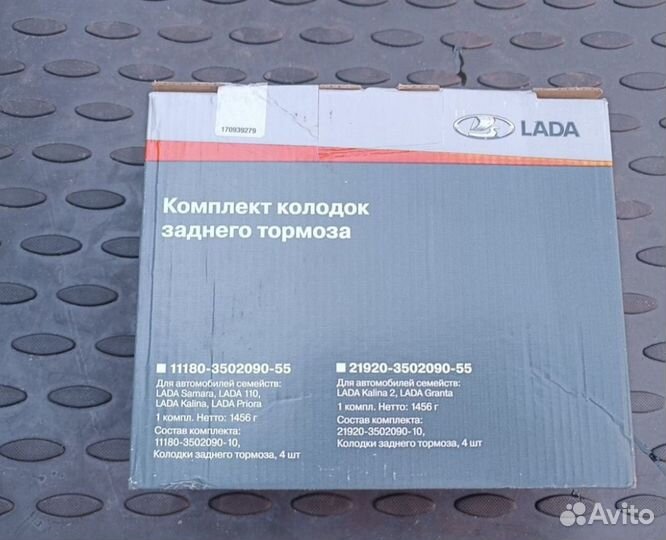 170939279
LADA
Комплект колодок
заднего тормоза
11180-3502090-55
Для автомобилей семейств:
LADA Samara, LADA 110,
LADA Kalina, LADA Priora
1 компл. Нетто: 1456 г
Состав комплекта:
11180-3502090-10,
Колодки заднего тормоза, 4 шт
21920-3502090-55
Для автомобилей семейств:
LADA Kalina 2, LADA Granta
1 компл. Нетто: 1456 г
Состав комплекта:
21920-3502090-10,
Колодки заднего тормоза, 4 шт
Avito